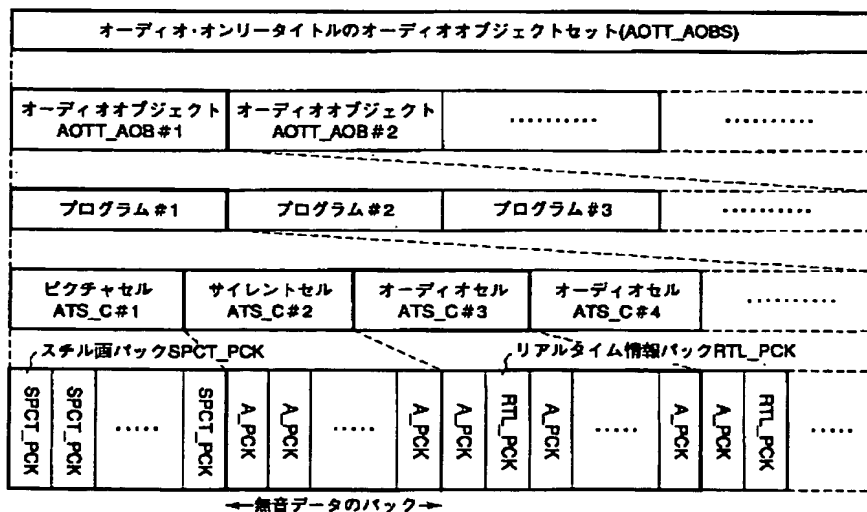 オーディオ・オンリータイトルのオーディオオブジェクトセット(AOTT_AOBS)
オーディオオブジェクト
AOTT_AOB#1
オーディオオブジェクト
AOTT_AOB#2
..........
..........
プログラム#1
プログラム#2
プログラム#3
..........
ピクチャセル
ATS_C#1
サイレントセル
ATS_C#2
オーディオセル
ATS_C#3
オーディオセル
ATS_C#4
..........
スチル画パックSPCT_PCK
リアルタイム情報パックRTL_PCK
SPCT_PCK
SPCT_PCK
.....
SPCT_PCK
A_PCK
A_PCK
.....
A_PCK
A_PCK
RTL_PCK
A_PCK
.....
A_PCK
A_PCK
RTL_PCK
.....
無音データのパック